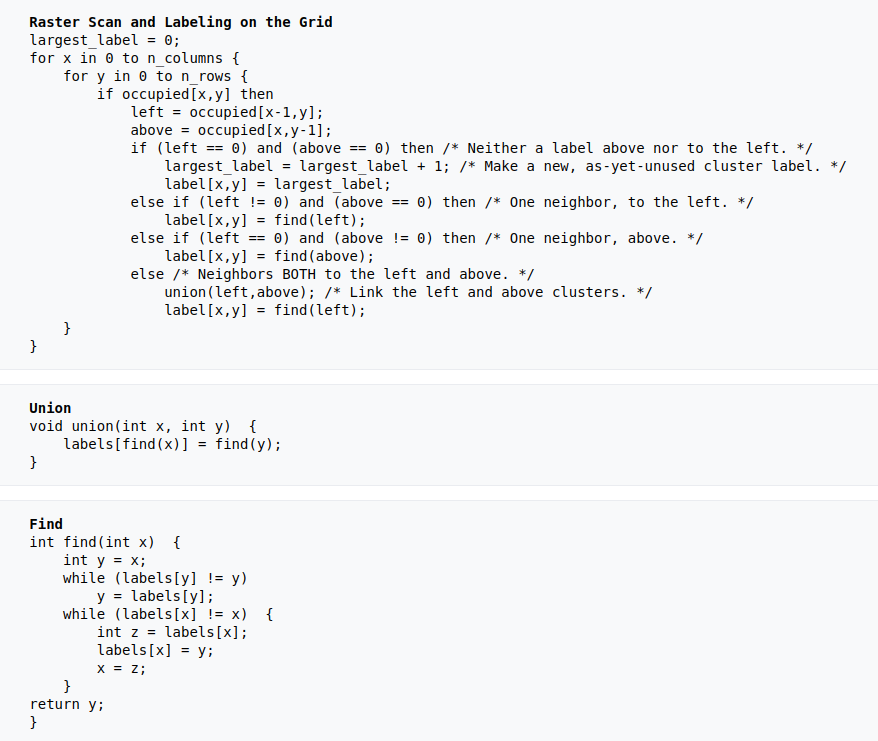 Raster Scan and Labeling on the Grid
largest_label = 0;
for x in 0 to n_columns {
    for y in 0 to n_rows {
        if occupied[x,y] then
            left = occupied[x-1,y];
            above = occupied[x,y-1];
            if (left == 0) and (above == 0) then /* Neither a label above nor to the left. */
                largest_label = largest_label + 1; /* Make a new, as-yet-unused cluster label. */
                label[x,y] = largest_label;
            else if (left != 0) and (above == 0) then /* One neighbor, to the left. */
                label[x,y] = find(left);
            else if (left == 0) and (above != 0) then /* One neighbor, above. */
                label[x,y] = find(above);
            else /* Neighbors BOTH to the left and above. */
                union(left,above); /* Link the left and above clusters. */
                label[x,y] = find(left);
    }
}
Union
void union(int x, int y)  {
    labels[find(x)] = find(y);
}
Find
int find(int x)  {
    int y = x;
    while (labels[y] != y)
        y = labels[y];
    while (labels[x] != x)  {
        int z = labels[x];
        labels[x] = y;
        x = z;
    }
return y;
}